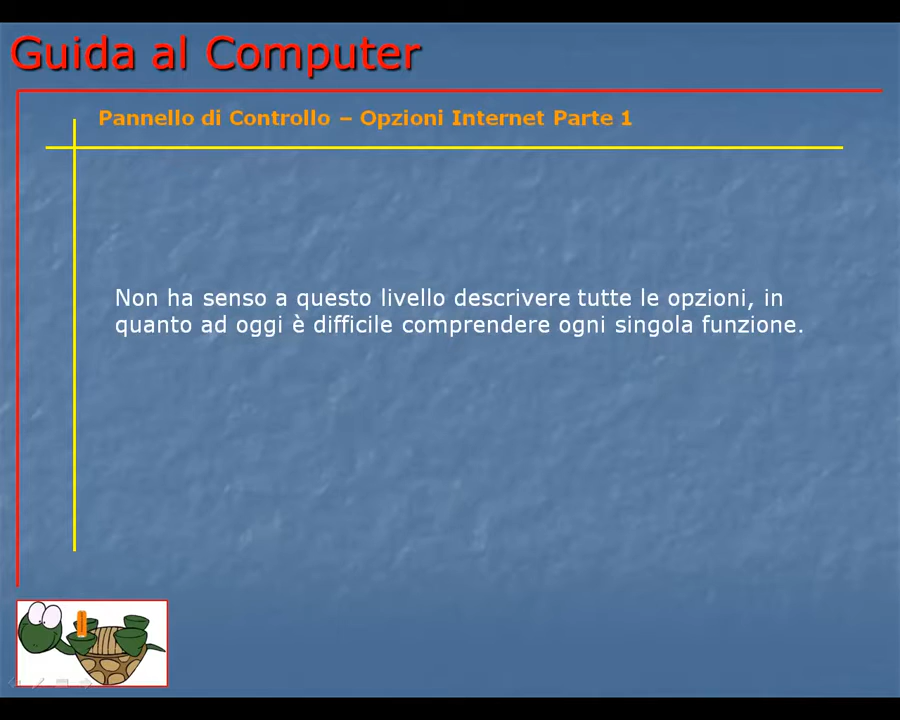 Guida al Computer
Pannello di Controllo – Opzioni Internet Parte 1
Non ha senso a questo livello descrivere tutte le opzioni, in
quanto ad oggi è difficile comprendere ogni singola funzione.